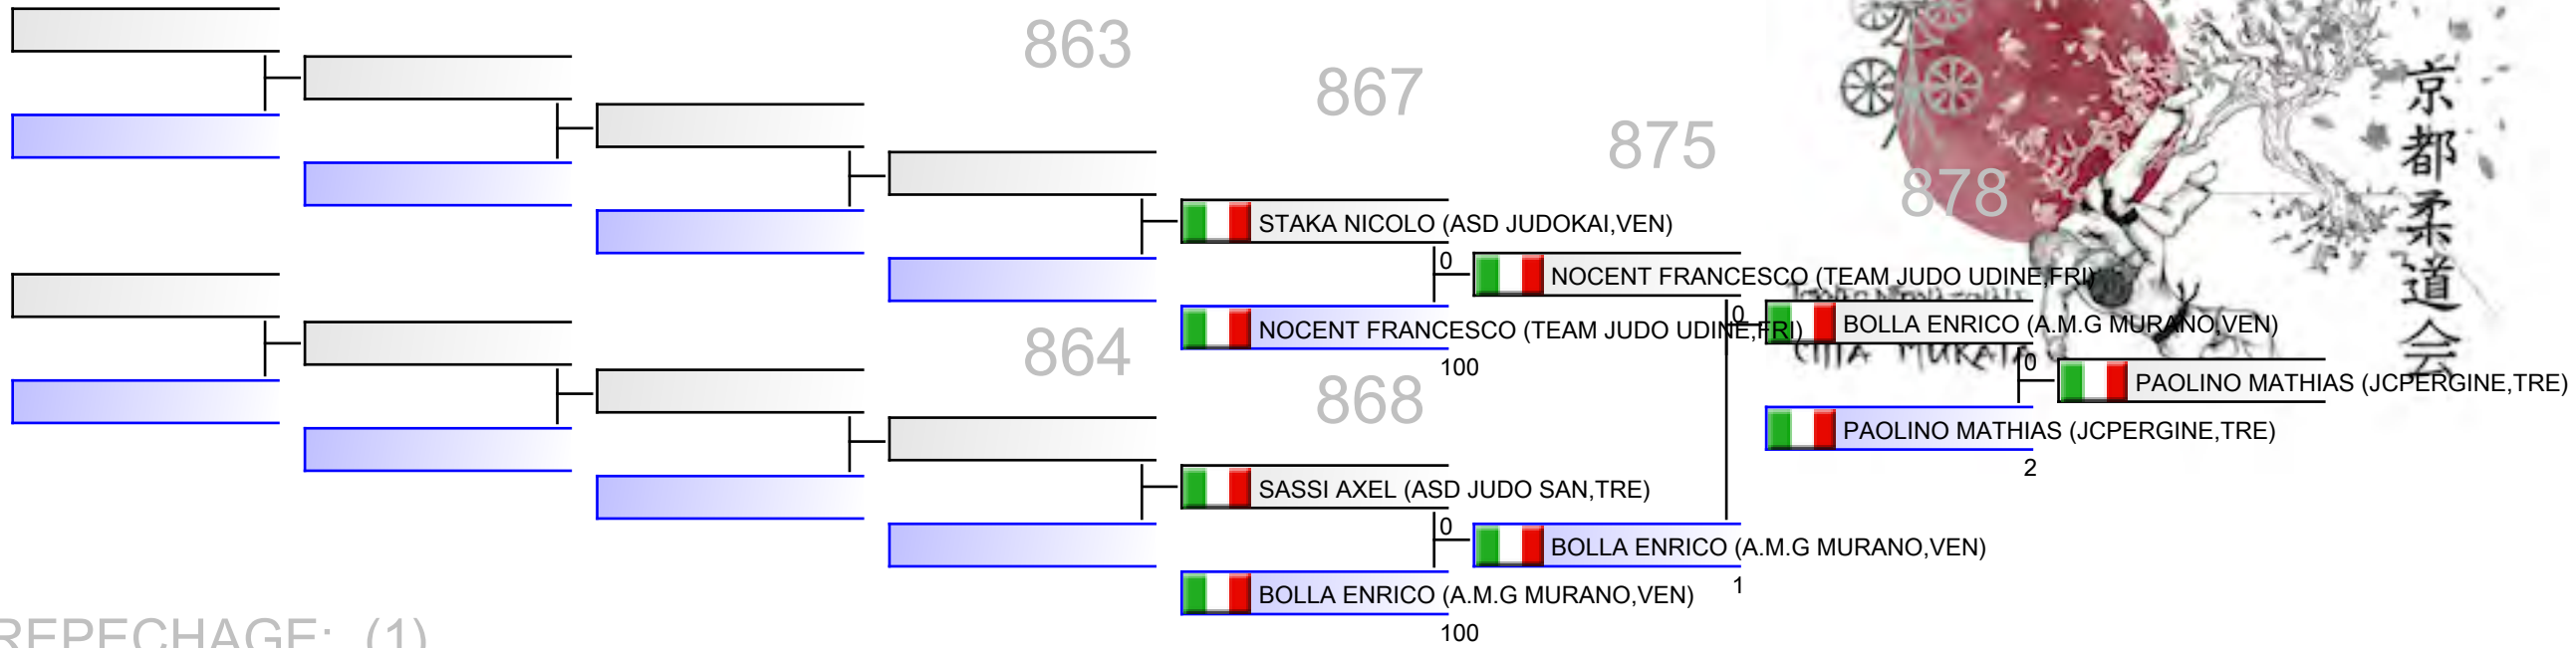 863
867
875
878
STAKA NICOLO (ASD JUDOKAI,VEN)
0
NOCENT FRANCESCO (TEAM JUDO UDINE,FRI)
NOCENT FRANCESCO (TEAM JUDO UDINE,FRI)
100
0
BOLLA ENRICO (A.M.G MURANO,VEN)
0
PAOLINO MATHIAS (JCPERGINE,TRE)
PAOLINO MATHIAS (JCPERGINE,TRE)
2
864
868
SASSI AXEL (ASD JUDO SAN,TRE)
0
BOLLA ENRICO (A.M.G MURANO,VEN)
1
BOLLA ENRICO (A.M.G MURANO,VEN)
100
REPECHAGE: (1)
京都柔道会